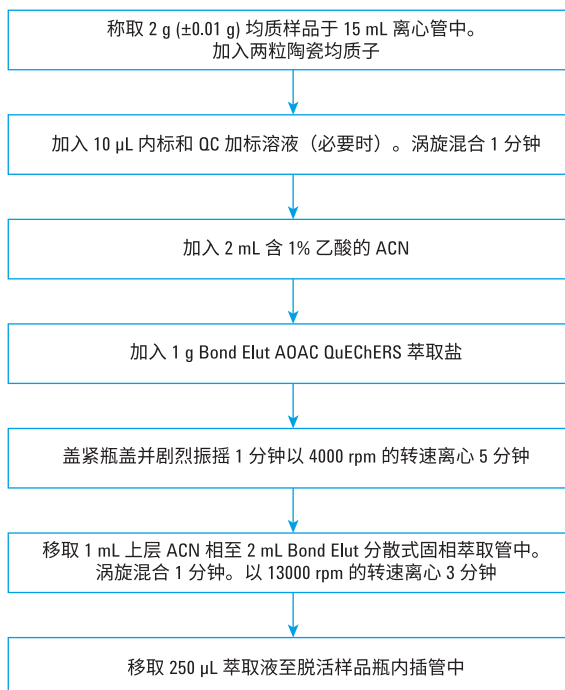 称取 2 g (±0.01 g) 均质样品于 15 mL 离心管中。
加入两粒陶瓷均质子
加入 10 µL 内标和 QC 加标溶液（必要时）。涡旋混合 1 分钟
加入 2 mL 含 1% 乙酸的 ACN
加入 1 g Bond Elut AOAC QuEChERS 萃取盐
盖紧瓶盖并剧烈振摇 1 分钟以 4000 rpm 的转速离心 5 分钟
移取 1 mL 上层 ACN 相至 2 mL Bond Elut 分散式固相萃取管中。
涡旋混合 1 分钟。以 13000 rpm 的转速离心 3 分钟
移取 250 µL 萃取液至脱活样品瓶内插管中